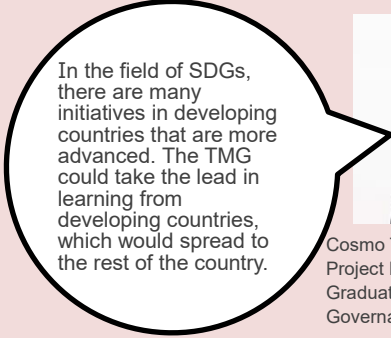 In the field of SDGs,
there are many
initiatives in developing
countries that are more
advanced. The TMG
could take the lead in
learning from
developing countries,
which would spread to
the rest of the country.
Cosmo
Project